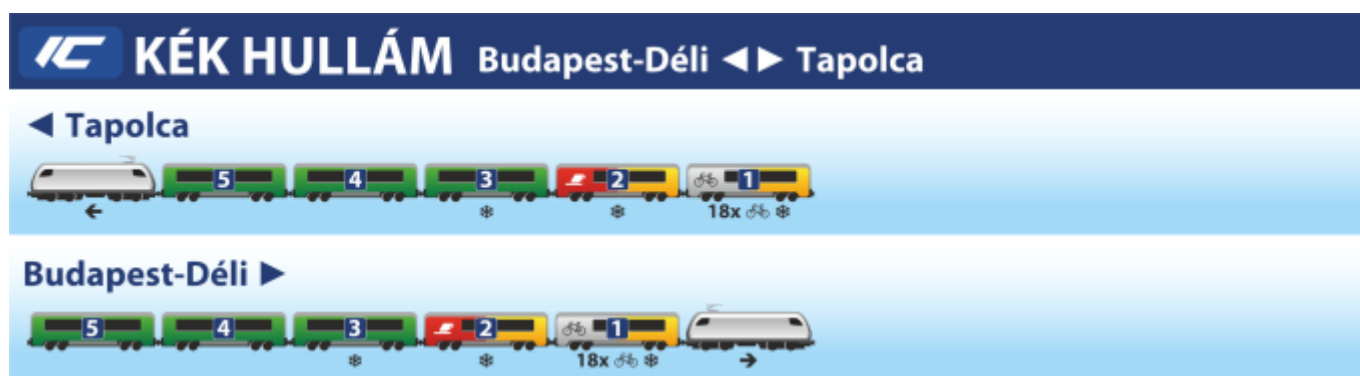 IC KÉK HULLÁM Budapest-Déli ◄► Tapolca
◄ Tapolca
5 4 3 2 1
18x
Budapest-Déli ►
5 4 3 2 1
18x